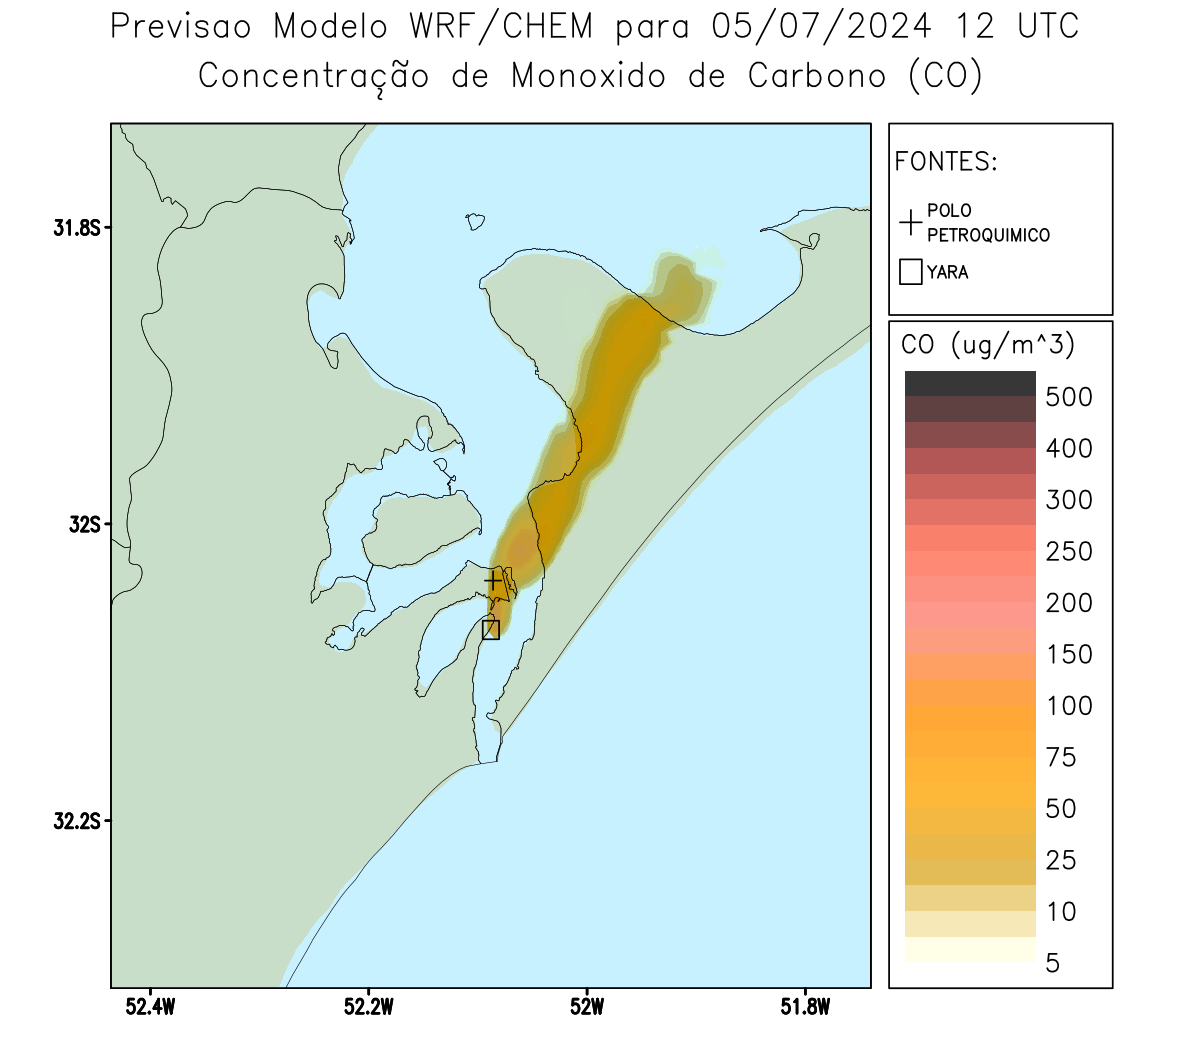 Previsao Modelo WRF/CHEM para 05/07/2024 12 UTC
Concentração de Monoxido de Carbono (CO)
FONTES:
POLO
PETROQUIMICO
YARA
CO (ug/m^3)
500
400
300
250
200
150
100
75
50
25
10
5
31.8S
32S
32.2S
52.4W
52.2W
52W
51.8W